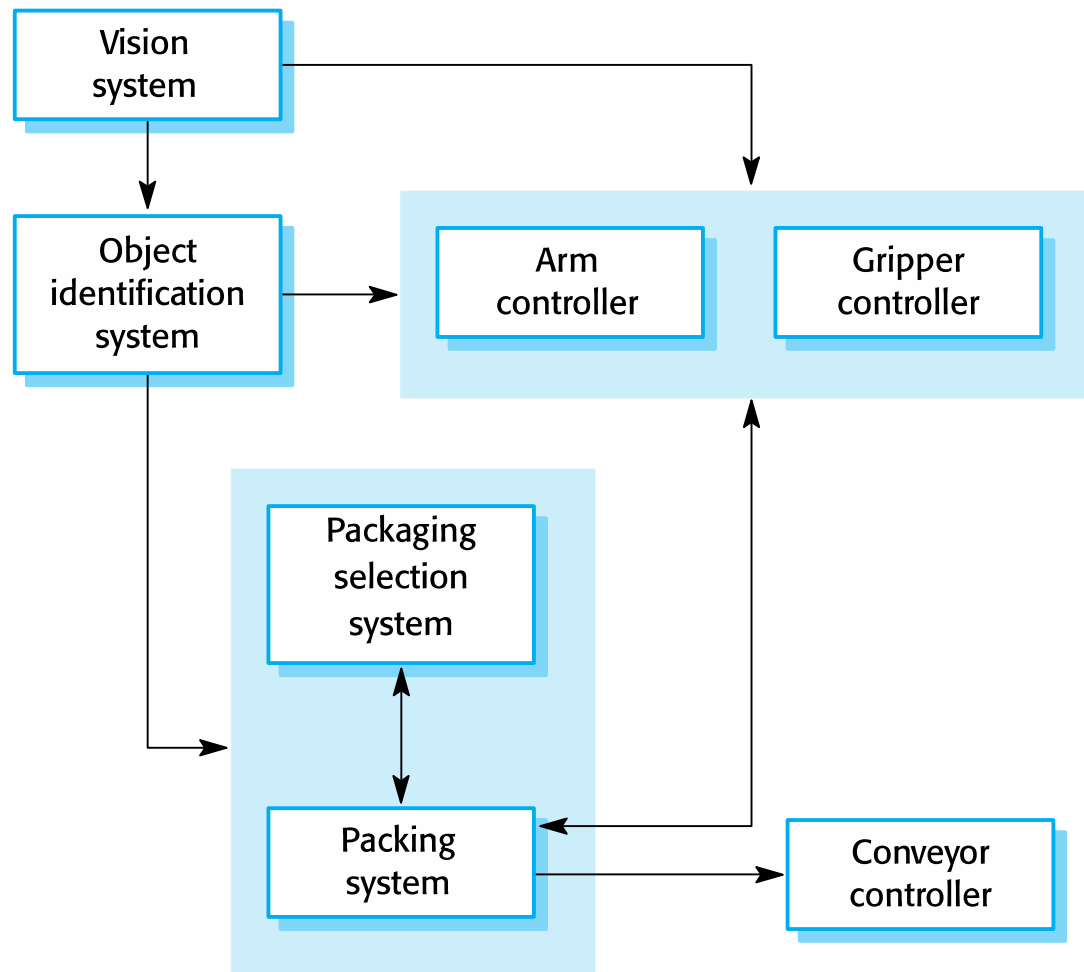 Vision
system
Object
identification
system
Arm
controller
Gripper
controller
Packaging
selection
system
Packing
system
Conveyor
controller